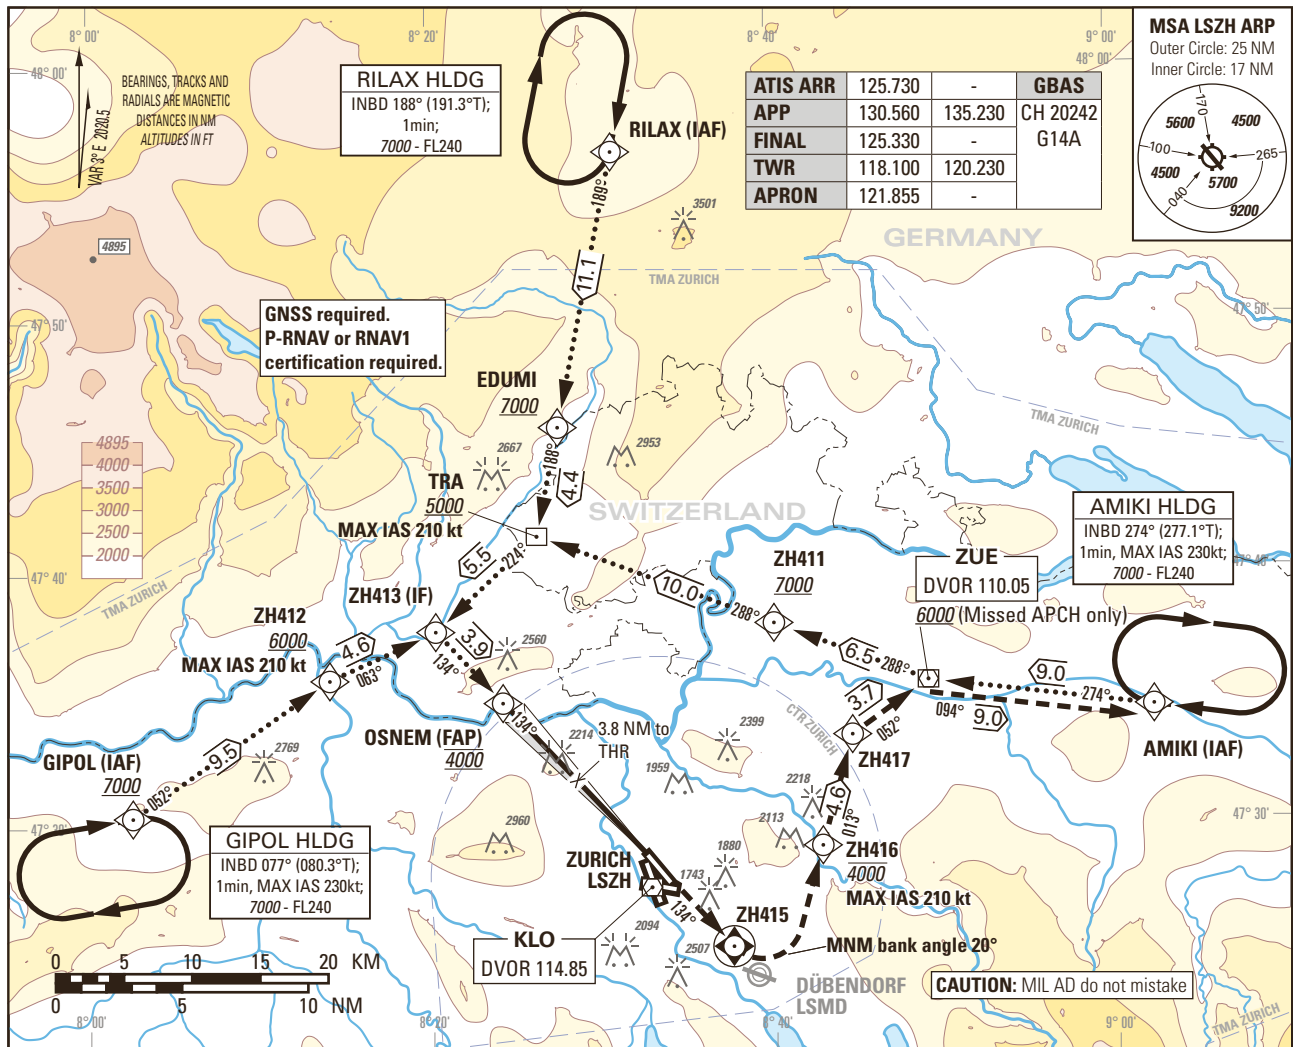 8° 00'
8° 20'
8° 40'
9° 00'
48° 00'
48° 00'
VAR 3° E 2020.5
BEARINGS, TRACKS AND
RADIALS ARE MAGNETIC
DISTANCES IN NM
ALTITUDES IN FT
RILAX HLDG
INBD 188° (191.3°T);
1min;
7000 - FL240
RILAX (IAF)
189°
11.1
3501
ATIS ARR 125.730 - GBAS
APP 130.560 135.230 CH 20242
FINAL 125.330 - G14A
TWR 118.100 120.230
APRON 121.855 -
MSA LSZH ARP
Outer Circle: 25 NM
Inner Circle: 17 NM
170
5600
4500
100
265
4500
5700
040
9200
GERMANY
TMA ZURICH
4895
GNSS required.
P-RNAV or RNAV1
certification required.
47° 50'
47° 50'
EDUMI
7000
TMA ZURICH
4895
4000
3500
3000
2500
2000
2667
188°
4.4
2953
TRA
5000
MAX IAS 210 kt
SWITZERLAND
AMIKI HLDG
INBD 274° (277.1°T);
1min, MAX IAS 230kt;
7000 - FL240
47° 40'
47° 40'
TMA ZURICH
5.5
224°
ZH411
7000
10.0
288°
ZUE
DVOR 110.05
6000 (Missed APCH only)
ZH413 (IF)
ZH412
6000
MAX IAS 210 kt
4.6
063°
3.9
134°
2560
6.5
288°
9.0
274°
094°
9.0
3.7
052°
CTR ZURICH
ZH417
AMIKI (IAF)
OSNEM (FAP)
4000
134°
2214
3.8 NM to
THR
2399
1959
GIPOL (IAF)
7000
9.5
052°
2769
2218
4.6
013°
2113
47° 30'
47° 30'
GIPOL HLDG
INBD 077° (080.3°T);
1min, MAX IAS 230kt;
7000 - FL240
2960
ZURICH
LSZH
1743
1880
ZH416
4000
MAX IAS 210 kt
134°
ZH415
KLO
DVOR 114.85
2094
2507
MNM bank angle 20°
DÜBENDORF
LSMD
CAUTION: MIL AD do not mistake
0 5 10 15 20 KM
0 5 10 NM
8° 00'
8° 20'
8° 40'
9° 00'
TMA ZURICH